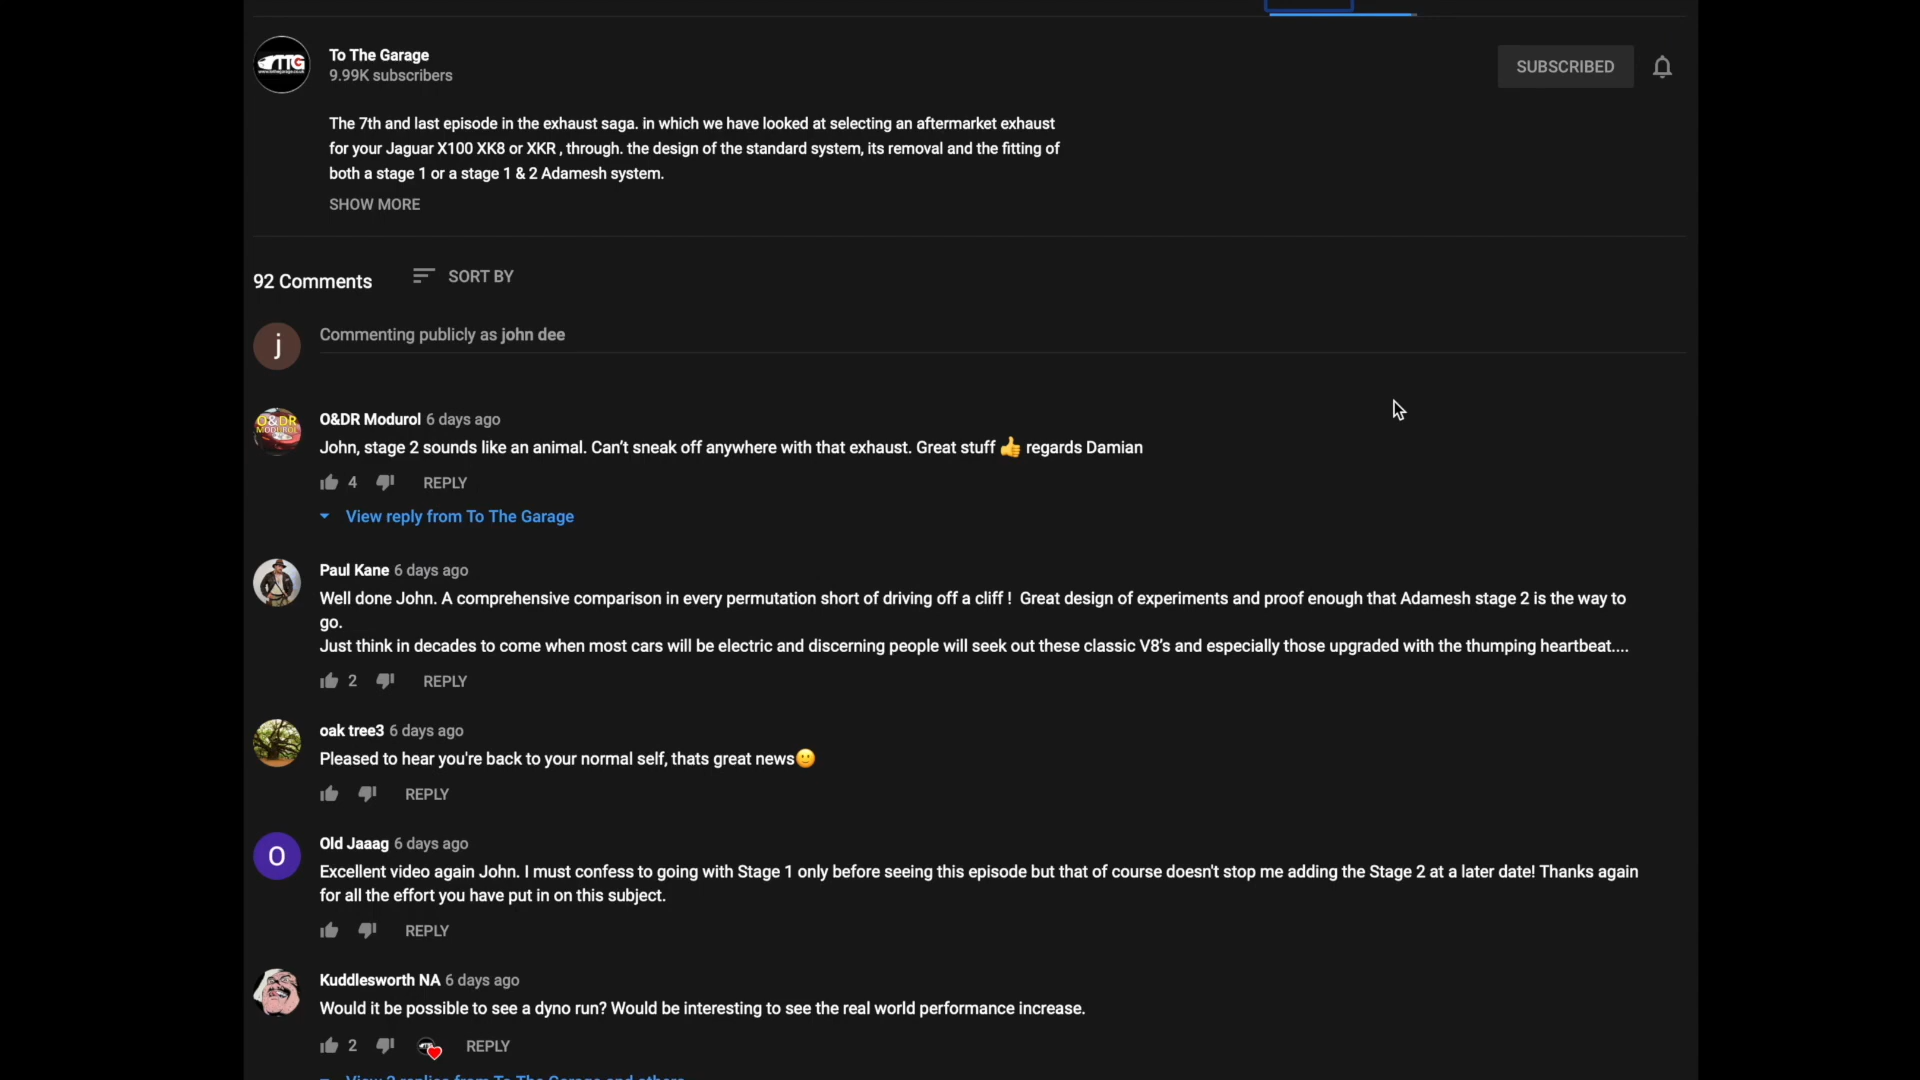 To The Garage
9.99K subscribers
SUBSCRIBED
The 7th and last episode in the exhaust saga. in which we have looked at selecting an aftermarket exhaust
for your Jaguar X100 XK8 or XKR , through. the design of the standard system, its removal and the fitting of
both a stage 1 or a stage 1 & 2 Adamesh system.
SHOW MORE
92 Comments
SORT BY
j
Commenting publicly as john dee
O&DR Modurol 6 days ago
O&DR
MODUROL
John, stage 2 sounds like an animal. Can’t sneak off anywhere with that exhaust. Great stuff 👍 regards Damian
4 REPLY
View reply from To The Garage
Paul Kane 6 days ago
Well done John. A comprehensive comparison in every permutation short of driving off a cliff ! Great design of experiments and proof enough that Adamesh stage 2 is the way to
go.
Just think in decades to come when most cars will be electric and discerning people will seek out these classic V8’s and especially those upgraded with the thumping heartbeat....
2 REPLY
oak tree3 6 days ago
Pleased to hear you're back to your normal self, thats great news🙂
REPLY
O
Old Jaaag 6 days ago
Excellent video again John. I must confess to going with Stage 1 only before seeing this episode but that of course doesn't stop me adding the Stage 2 at a later date! Thanks again
for all the effort you have put in on this subject.
REPLY
Kuddlesworth NA 6 days ago
Would it be possible to see a dyno run? Would be interesting to see the real world performance increase.
2 REPLY
View 3 replies from To The Garage and others